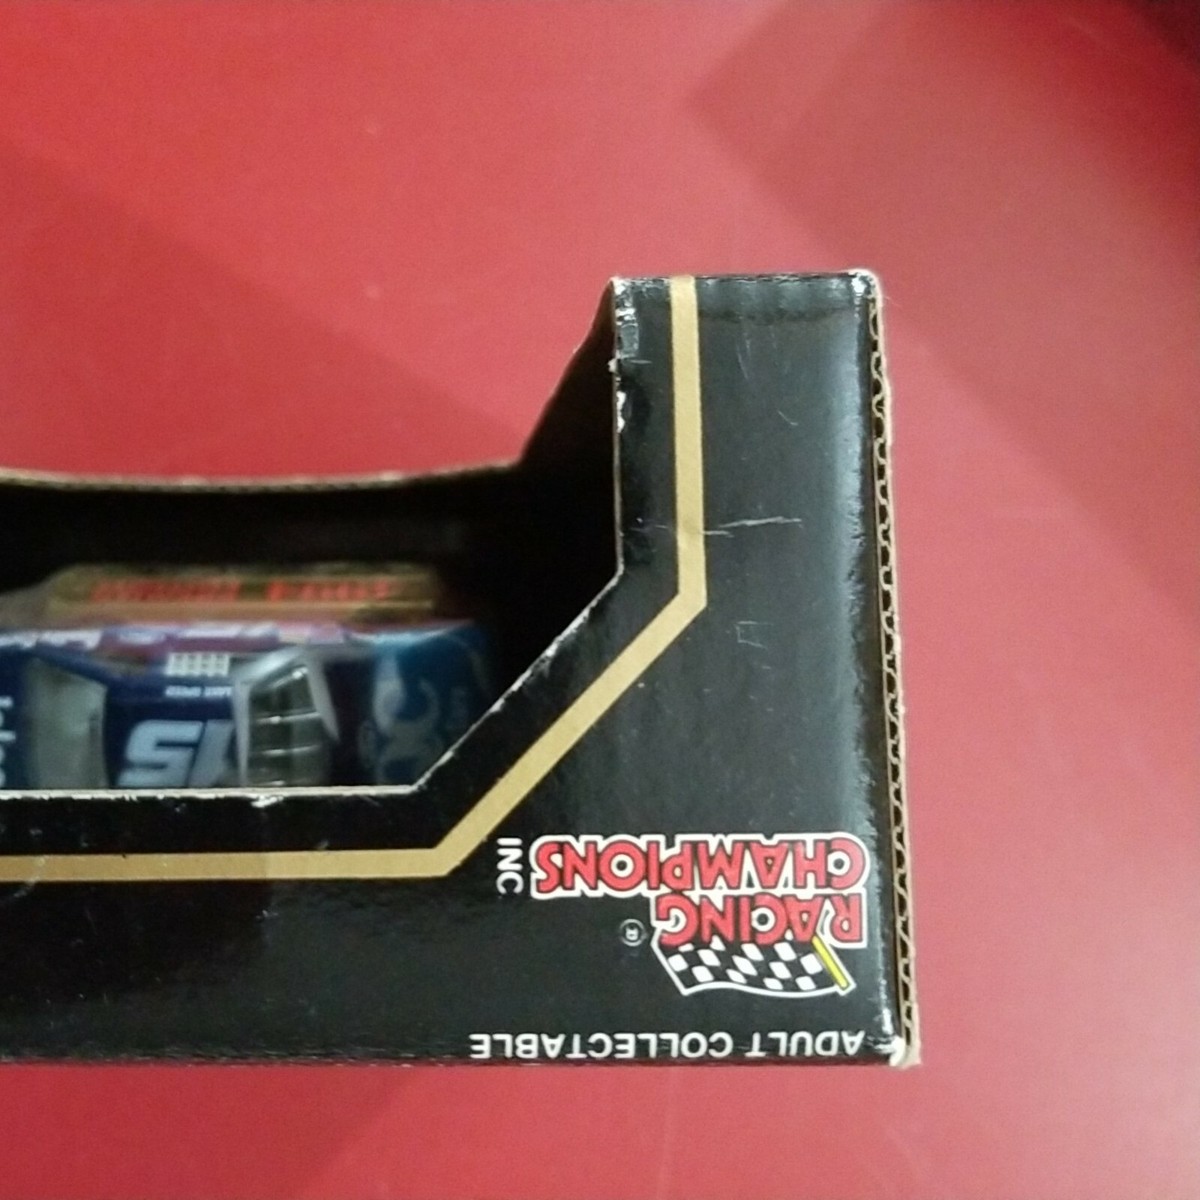 ADULT COLLECTABLE
RACING
®
CHAMPIONS
INC